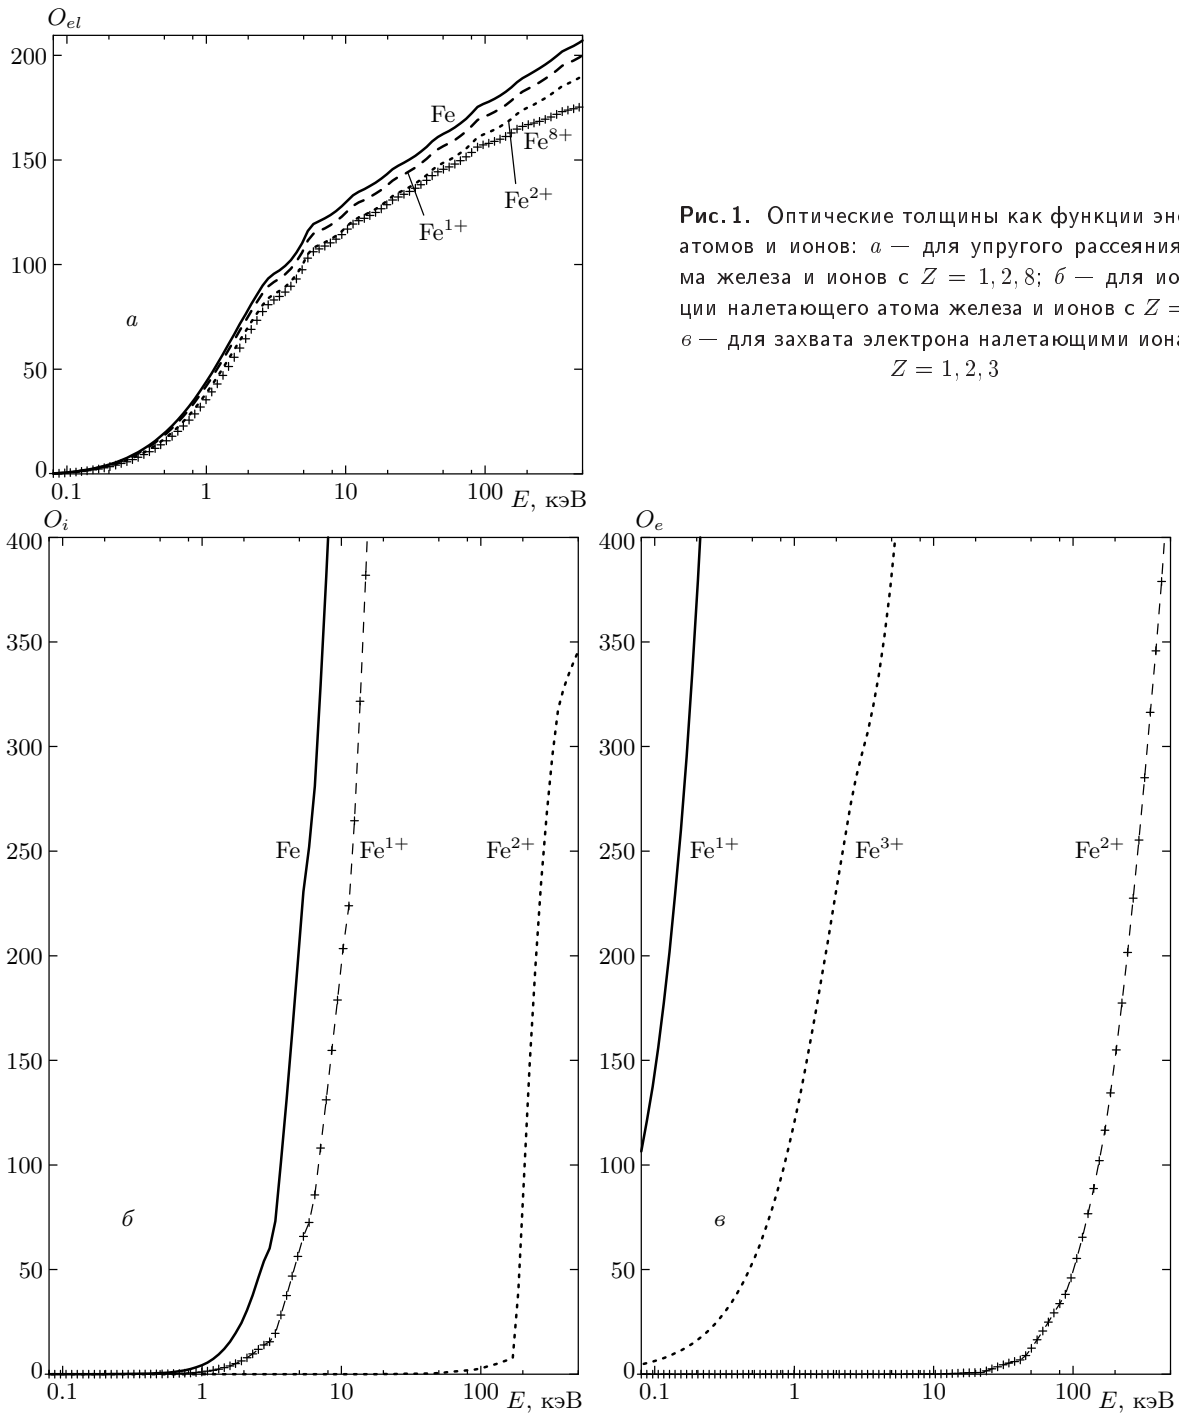 O_{el}
200
150
100
50
0
Fe
Fe^{8+}
Fe^{2+}
Fe^{1+}
а
0.1 1 10 100 E, кэВ
Рис. 1. Оптические толщины как функции эне
атомов и ионов: а — для упругого рассеяния
ма железа и ионов с Z = 1, 2, 8; б — для ио
ции налетающего атома железа и ионов с Z =
в — для захвата электрона налетающими иона
Z = 1, 2, 3
O_i
400
350
300
250
200
150
100
50
0
Fe Fe^{1+} Fe^{2+}
б
0.1 1 10 100 E, кэВ
O_e
400
350
300
250
200
150
100
50
0
Fe^{1+} Fe^{3+} Fe^{2+}
в
0.1 1 10 100 E, кэВ